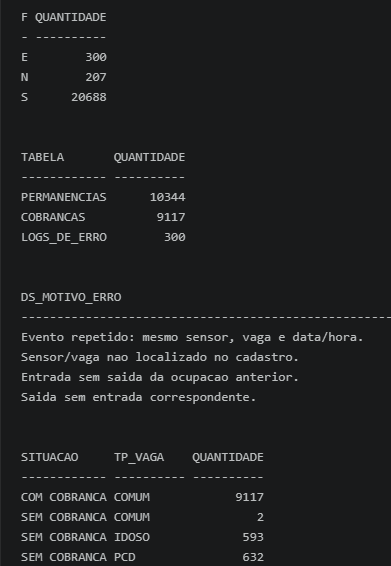 F QUANTIDADE
- ----------
E        300
N        207
S      20688
TABELA       QUANTIDADE
------------ ----------
PERMANENCIAS      10344
COBRANCAS          9117
LOGS_DE_ERRO        300
DS_MOTIVO_ERRO
--------------------------------------------------
Evento repetido: mesmo sensor, vaga e data/hora.
Sensor/vaga nao localizado no cadastro.
Entrada sem saida da ocupacao anterior.
Saida sem entrada correspondente.
SITUACAO     TP_VAGA    QUANTIDADE
------------ ---------- ----------
COM COBRANCA COMUM            9117
SEM COBRANCA COMUM               2
SEM COBRANCA IDOSO             593
SEM COBRANCA PCD               632